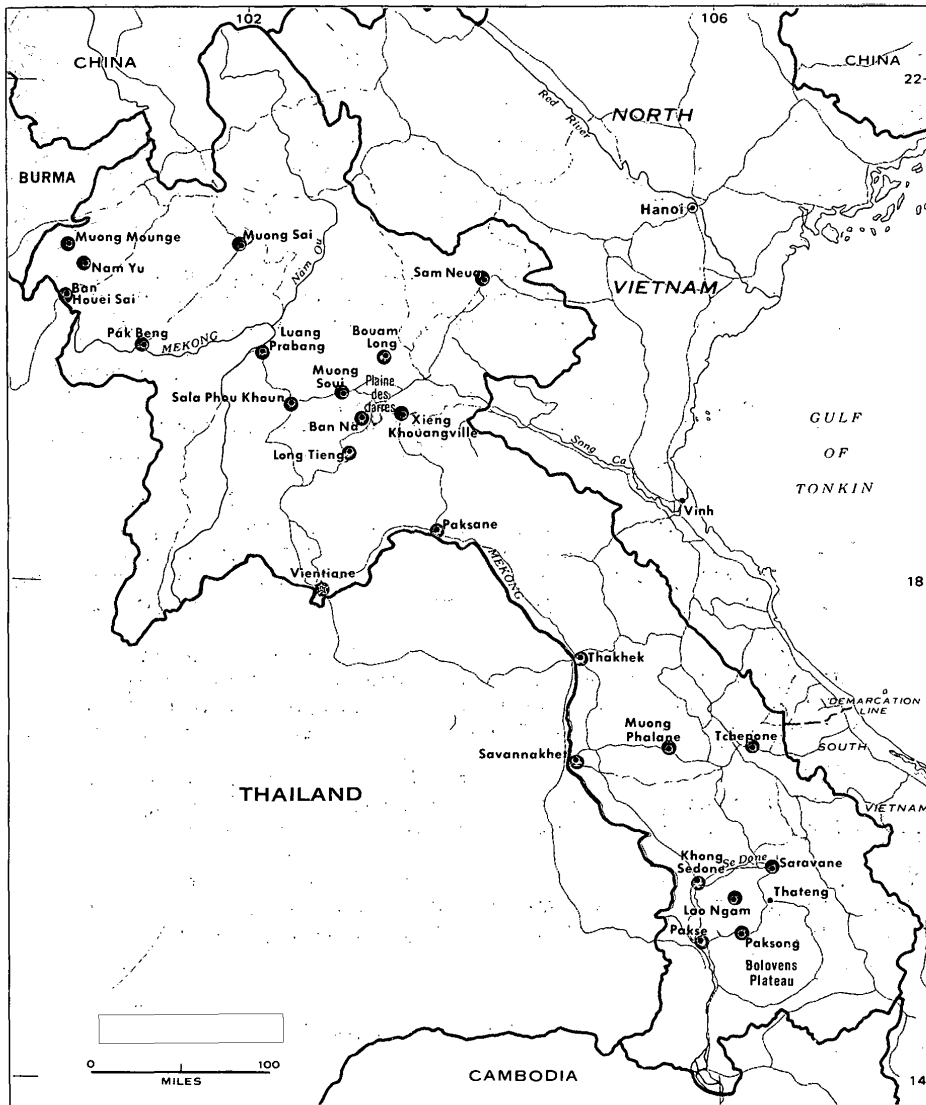 102
106
CHINA
CHINA
22
Red
River
NORTH
BURMA
Hanoi
Muong Mounge
Muong Sai
Nam Yu
Nam Ou
Sam Neua
VIETNAM
Ban
Houei Sai
Pak Beng
MEKONG
Luang
Prabang
Bouam
Long
Muong
Soui
Plaine
des
Jarres
Sala Phou Khoun
Ban Na
Xieng
Khouangville
Long Tieng
Song
Ca
GULF
OF
TONKIN
Vinh
Paksane
MEKONG
Vientiane
18
Thakhek
DEMARCATION
LINE
Muong
Phalane
Tchepone
SOUTH
Savannakhet
THAILAND
VIETNAM
Khong
Sedone
Se Done
Saravane
Thateng
Lao Ngam
Pakse
Paksong
Bolovens
Plateau
0
100
MILES
CAMBODIA
14